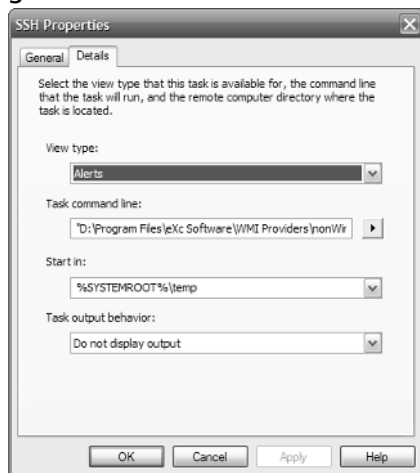 SSH Properties
General Details
Select the view type that this task is available for, the command line
that the task will run, and the remote computer directory where the
task is located.
View type:
Alerts
Task command line:
"D:\Program Files\eXc Software\WMI Providers\nonWir
Start in:
%SYSTEMROOT%\temp
Task output behavior:
Do not display output
OK Cancel Apply Help